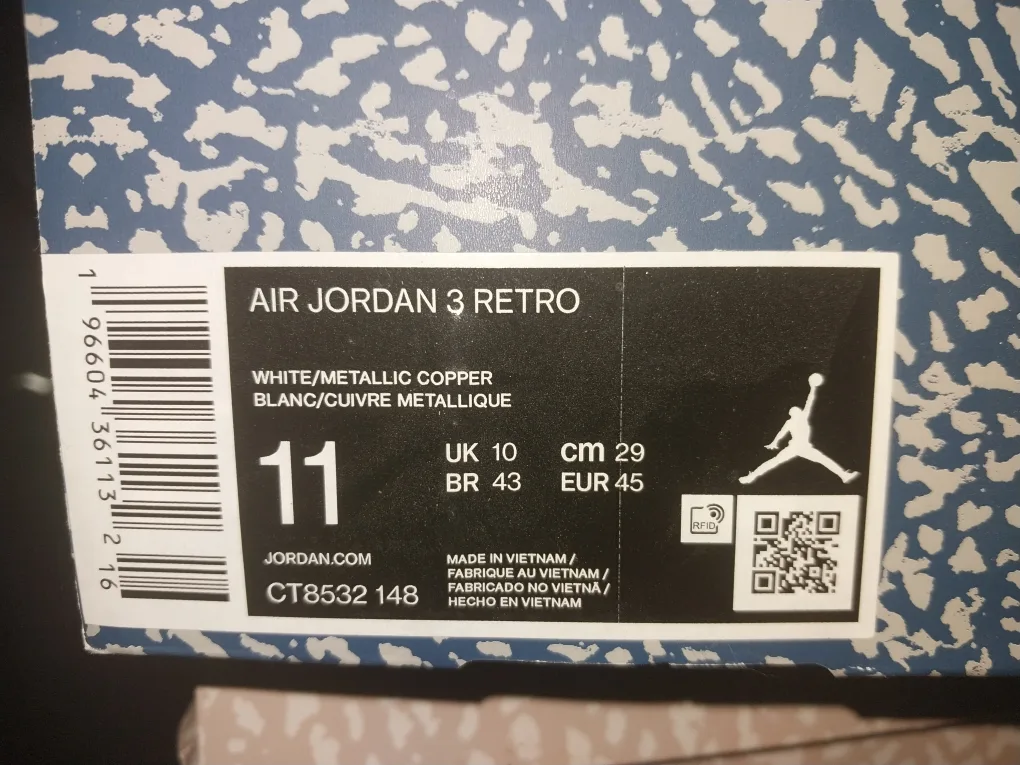 AIR JORDAN 3 RETRO
WHITE/METALLIC COPPER
BLANC/CUIVRE METALLIQUE
11
UK 10 cm 29
BR 43 EUR 45
RFID
JORDAN.COM
CT8532 148
MADE IN VIETNAM /
FABRIQUE AU VIETNAM /
FABRICADO NO VIETNÃ /
HECHO EN VIETNAM
1 96604 36113 2 16